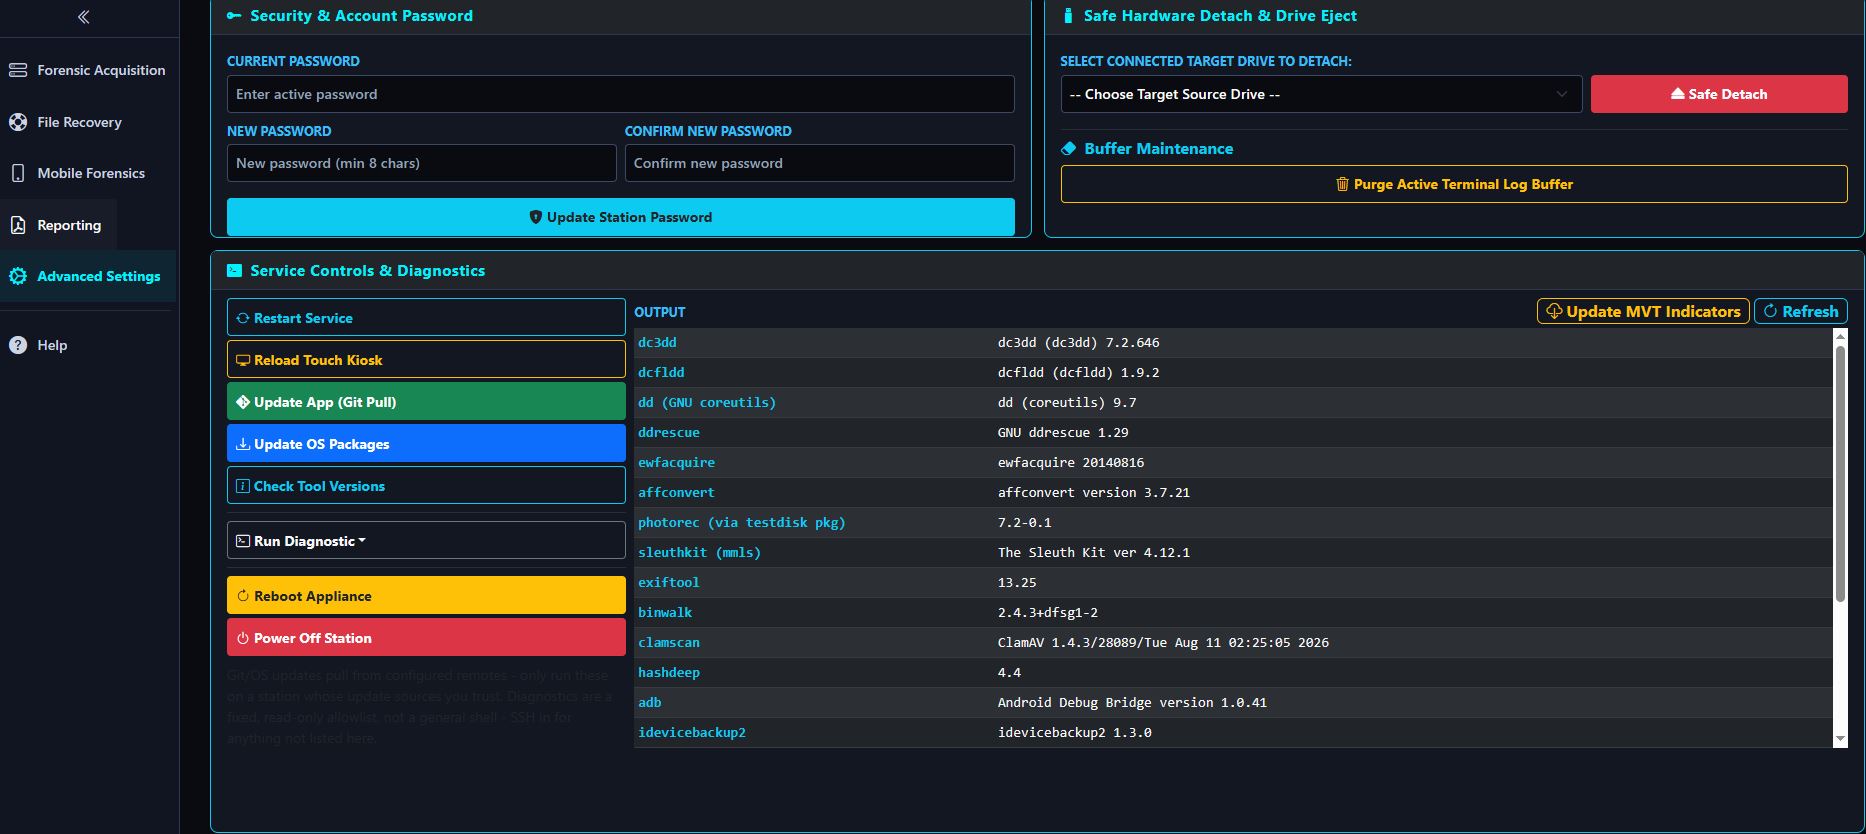 Forensic Acquisition
File Recovery
Mobile Forensics
Reporting
Advanced Settings
Help
Security & Account Password
CURRENT PASSWORD
Enter active password
NEW PASSWORD
CONFIRM NEW PASSWORD
New password (min 8 chars)
Confirm new password
Update Station Password
Safe Hardware Detach & Drive Eject
SELECT CONNECTED TARGET DRIVE TO DETACH:
-- Choose Target Source Drive --
Safe Detach
Buffer Maintenance
Purge Active Terminal Log Buffer
Service Controls & Diagnostics
Restart Service
Reload Touch Kiosk
Update App (Git Pull)
Update OS Packages
Check Tool Versions
Run Diagnostic
Reboot Appliance
Power Off Station
Git/OS updates pull from configured remotes - only run these
on a station whose update sources you trust. Diagnostics are a
fixed, read-only allowlist, not a general shell - SSH in for
anything not listed here.
OUTPUT
Update MVT Indicators
Refresh
dc3dd dc3dd (dc3dd) 7.2.646
dcfldd dcfldd (dcfldd) 1.9.2
dd (GNU coreutils) dd (coreutils) 9.7
ddrescue GNU ddrescue 1.29
ewfacquire ewfacquire 20140816
affconvert affconvert version 3.7.21
photorec (via testdisk pkg) 7.2-0.1
sleuthkit (mmls) The Sleuth Kit ver 4.12.1
exiftool 13.25
binwalk 2.4.3+dfsg1-2
clamscan ClamAV 1.4.3/28089/Tue Aug 11 02:25:05 2026
hashdeep 4.4
adb Android Debug Bridge version 1.0.41
idevicebackup2 idevicebackup2 1.3.0